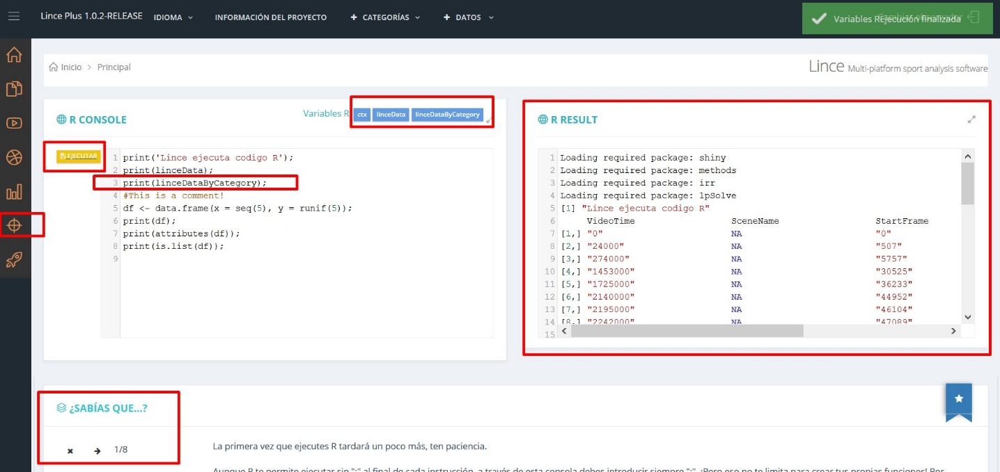 Lince Plus 1.0.2-RELEASE IDIOMA INFORMACIÓN DEL PROYECTO + CATEGORÍAS + DATOS
Variables R
Ejecución finalizada
Inicio > Principal
Lince Multi-platform sport analysis software
R CONSOLE
Variables R ctx linceData linceDataByCategory
EJECUTAR
1 print('Lince ejecuta codigo R');
2 print(linceData);
3 print(linceDataByCategory);
4 #This is a comment!
5 df <- data.frame(x = seq(5), y = runif(5));
6 print(df);
7 print(attributes(df));
8 print(is.list(df));
9
R RESULT
1 Loading required package: shiny
2 Loading required package: methods
3 Loading required package: irr
4 Loading required package: lpSolve
5 [1] "Lince ejecuta codigo R"
6 VideoTime SceneName StartFrame
7 [1,] "0" NA "0"
8 [2,] "24000" NA "507"
9 [3,] "274000" NA "5757"
10 [4,] "1453000" NA "30525"
11 [5,] "1725000" NA "36233"
12 [6,] "2140000" NA "44952"
13 [7,] "2195000" NA "46104"
14 [8,] "2242000" NA "47089"
15
¿SABÍAS QUE...?
1/8
La primera vez que ejecutes R tardará un poco más, ten paciencia.
Aunque R te permite ejecutar sin ";" al final de cada instrucción, a través de esta consola debes introducir siempre ";". ¡Pero eso no te limita para crear tus propias funciones! Por